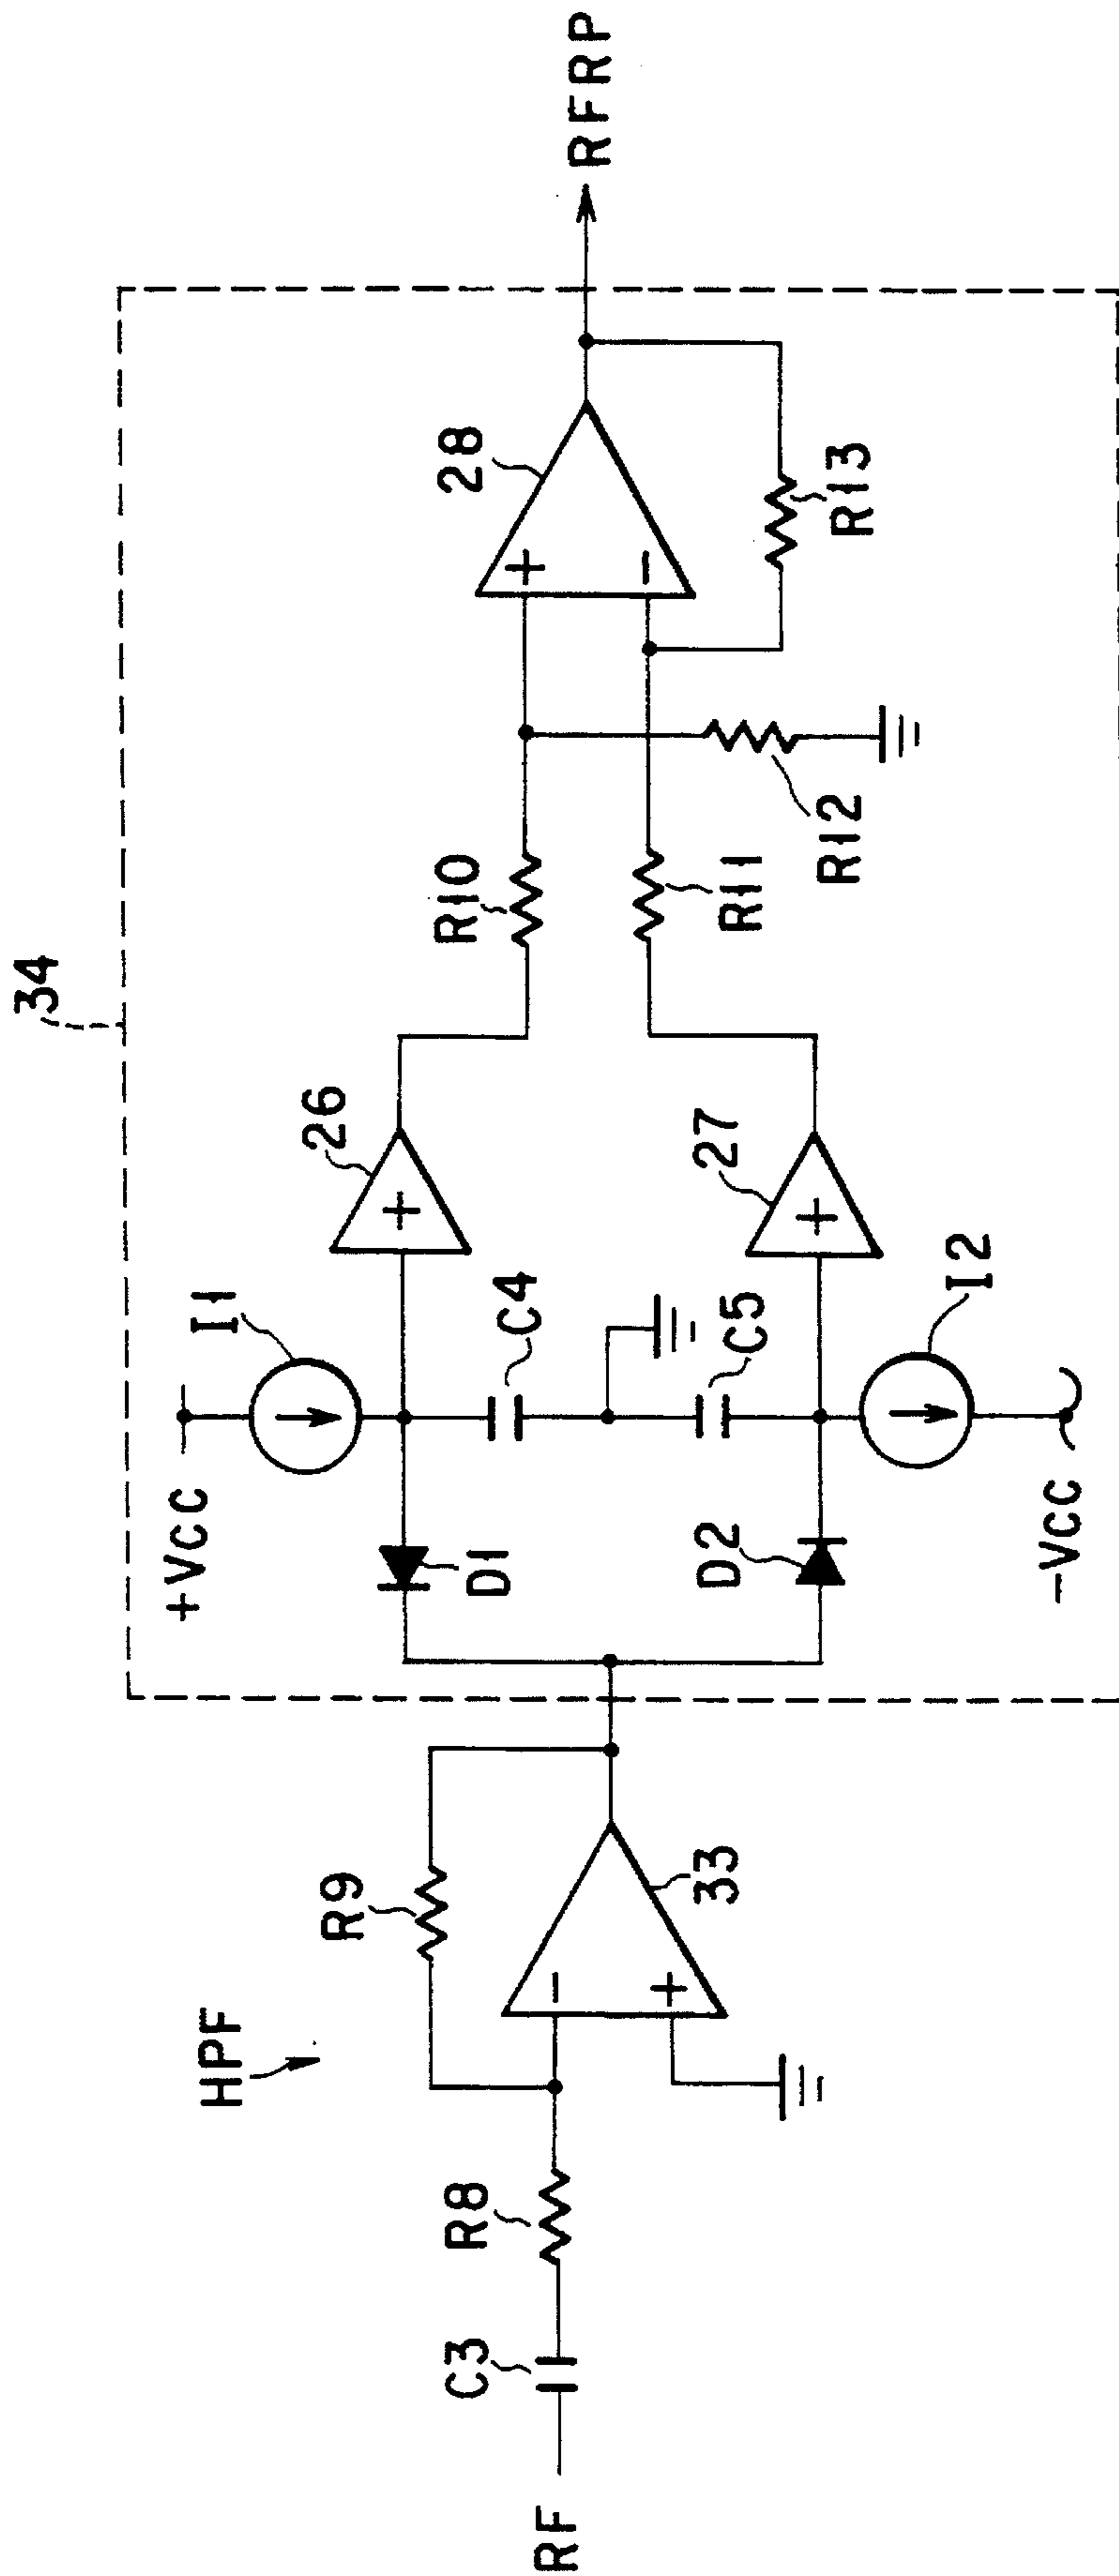 34
+VCC
I1
26
R10
28
RFRP
HPF
R9
D1
C4
R8
C3
RF
33
D2
C5
27
R11
R12
R13
I2
-VCC
+
-
-
+
+
+